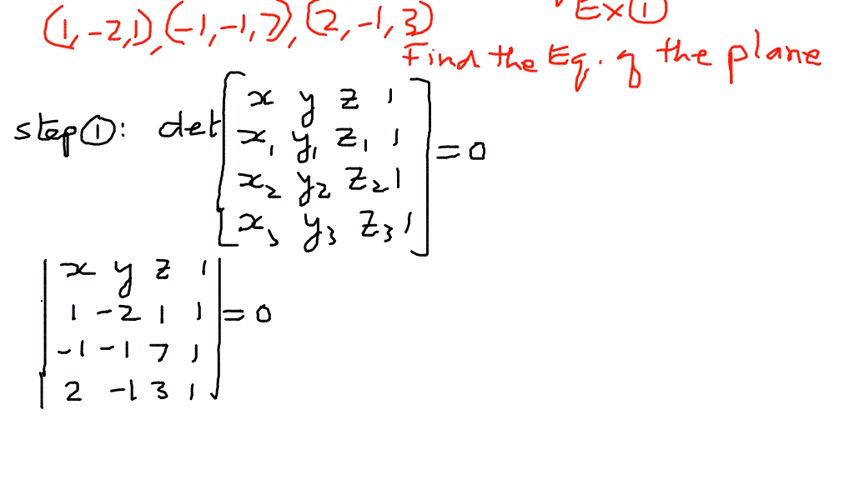 Ex①
(1,-2,1),(-1,-1,7),(2,-1,3)
Find the Eq. of the plane
step①: det[x y z 1
x₁ y₁ z₁ 1
x₂ y₂ z₂ 1
x₃ y₃ z₃ 1] = 0
|x y z 1
1 -2 1 1
-1 -1 7 1
2 -1 3 1| = 0